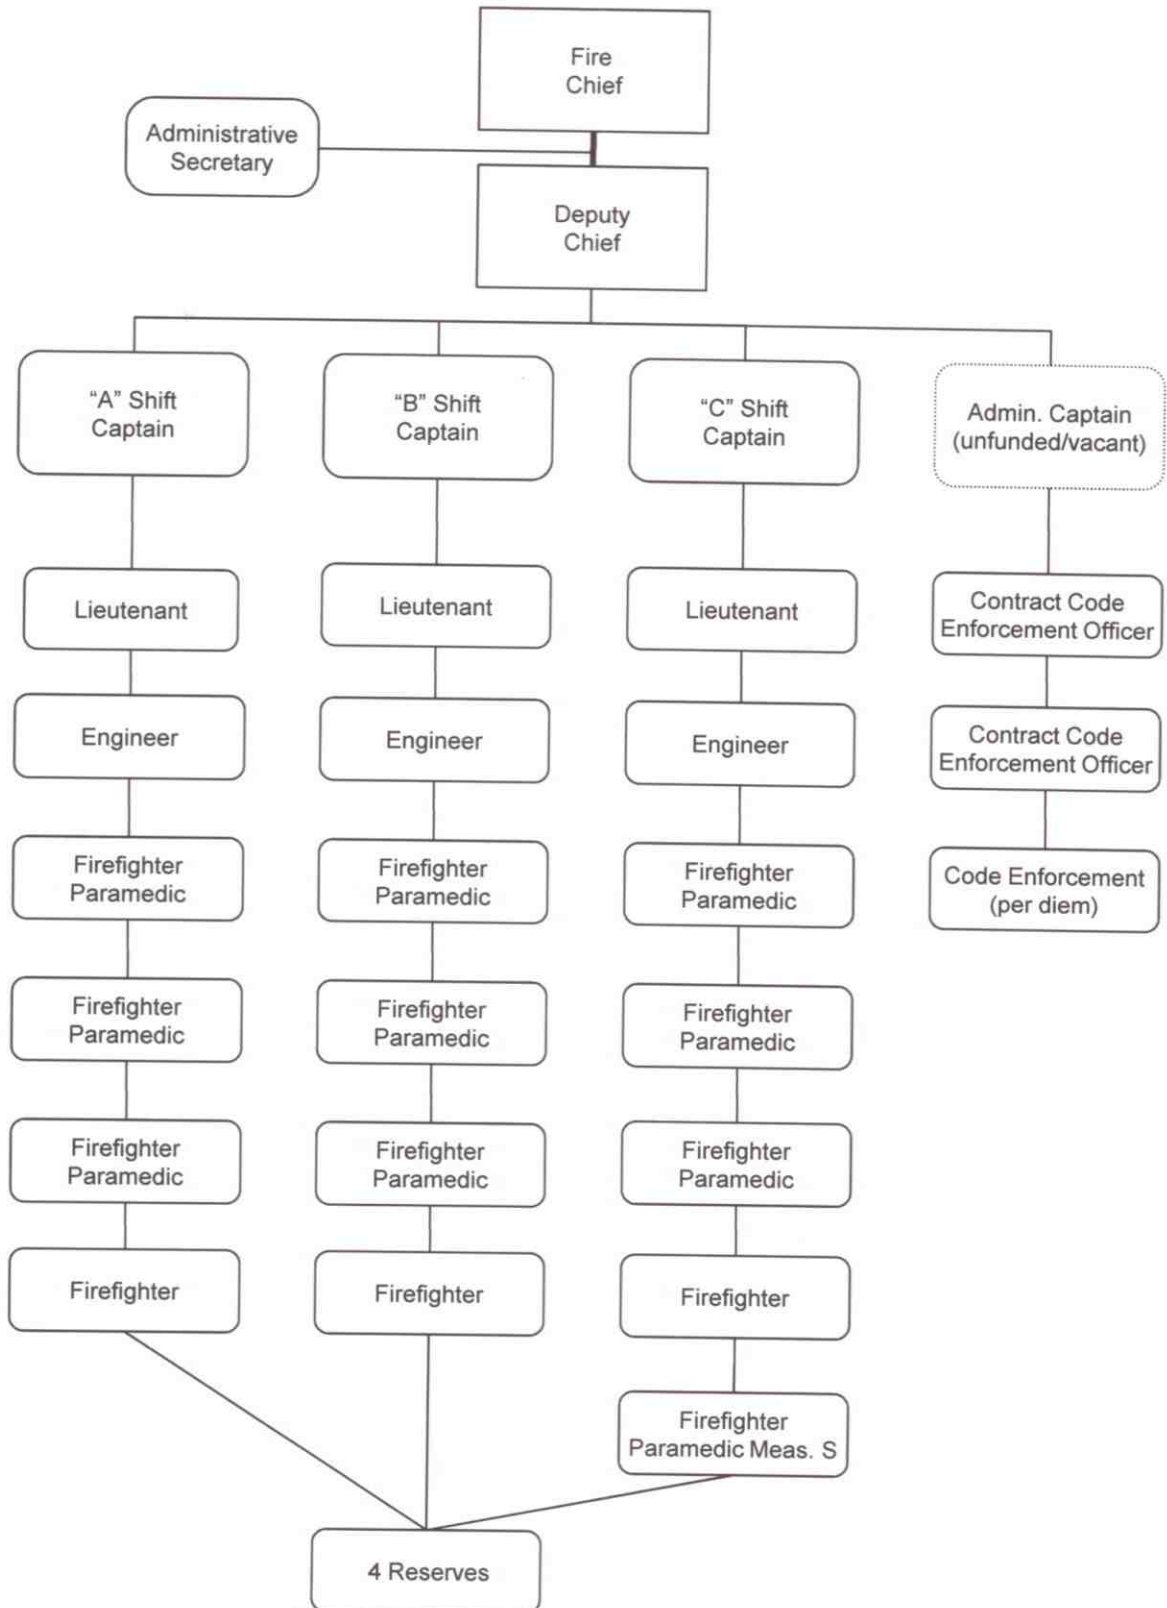 Fire
Chief
Administrative
Secretary
Deputy
Chief
“A” Shift
Captain
“B” Shift
Captain
“C” Shift
Captain
Admin. Captain
(unfunded/vacant)
Lieutenant
Lieutenant
Lieutenant
Contract Code
Enforcement Officer
Engineer
Engineer
Engineer
Contract Code
Enforcement Officer
Firefighter
Paramedic
Firefighter
Paramedic
Firefighter
Paramedic
Code Enforcement
(per diem)
Firefighter
Paramedic
Firefighter
Paramedic
Firefighter
Paramedic
Firefighter
Paramedic
Firefighter
Paramedic
Firefighter
Paramedic
Firefighter
Firefighter
Firefighter
Firefighter
Paramedic Meas. S
4 Reserves